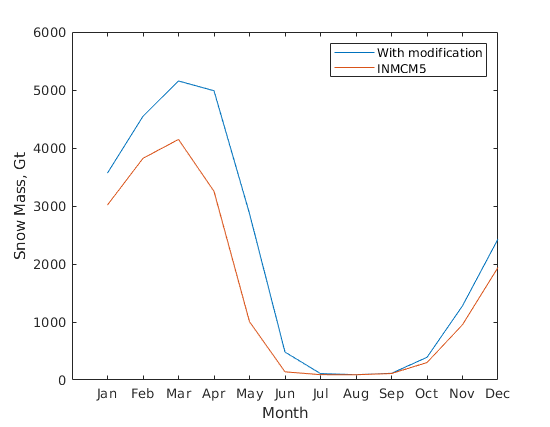 With modification
INMCM5
Snow Mass, Gt
6000
5000
4000
3000
2000
1000
0
Jan Feb Mar Apr May Jun Jul Aug Sep Oct Nov Dec
Month